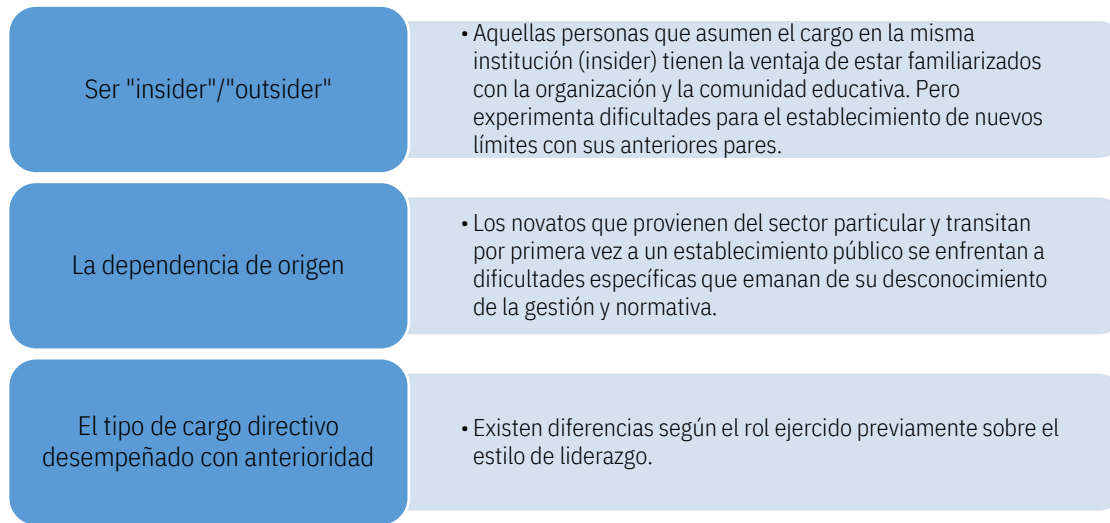 Ser "insider"/"outsider"
• Aquellas personas que asumen el cargo en la misma
institución (insider) tienen la ventaja de estar familiarizados
con la organización y la comunidad educativa. Pero
experimenta dificultades para el establecimiento de nuevos
límites con sus anteriores pares.
La dependencia de origen
• Los novatos que provienen del sector particular y transitan
por primera vez a un establecimiento público se enfrentan a
dificultades específicas que emanan de su desconocimiento
de la gestión y normativa.
El tipo de cargo directivo
desempeñado con anterioridad
• Existen diferencias según el rol ejercido previamente sobre el
estilo de liderazgo.